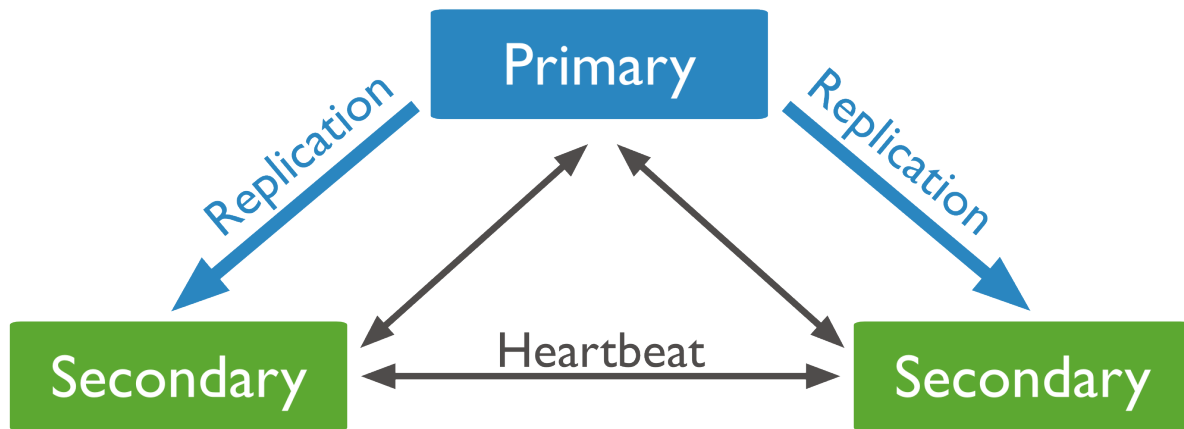 Primary
Replication
Replication
Heartbeat
Secondary
Secondary